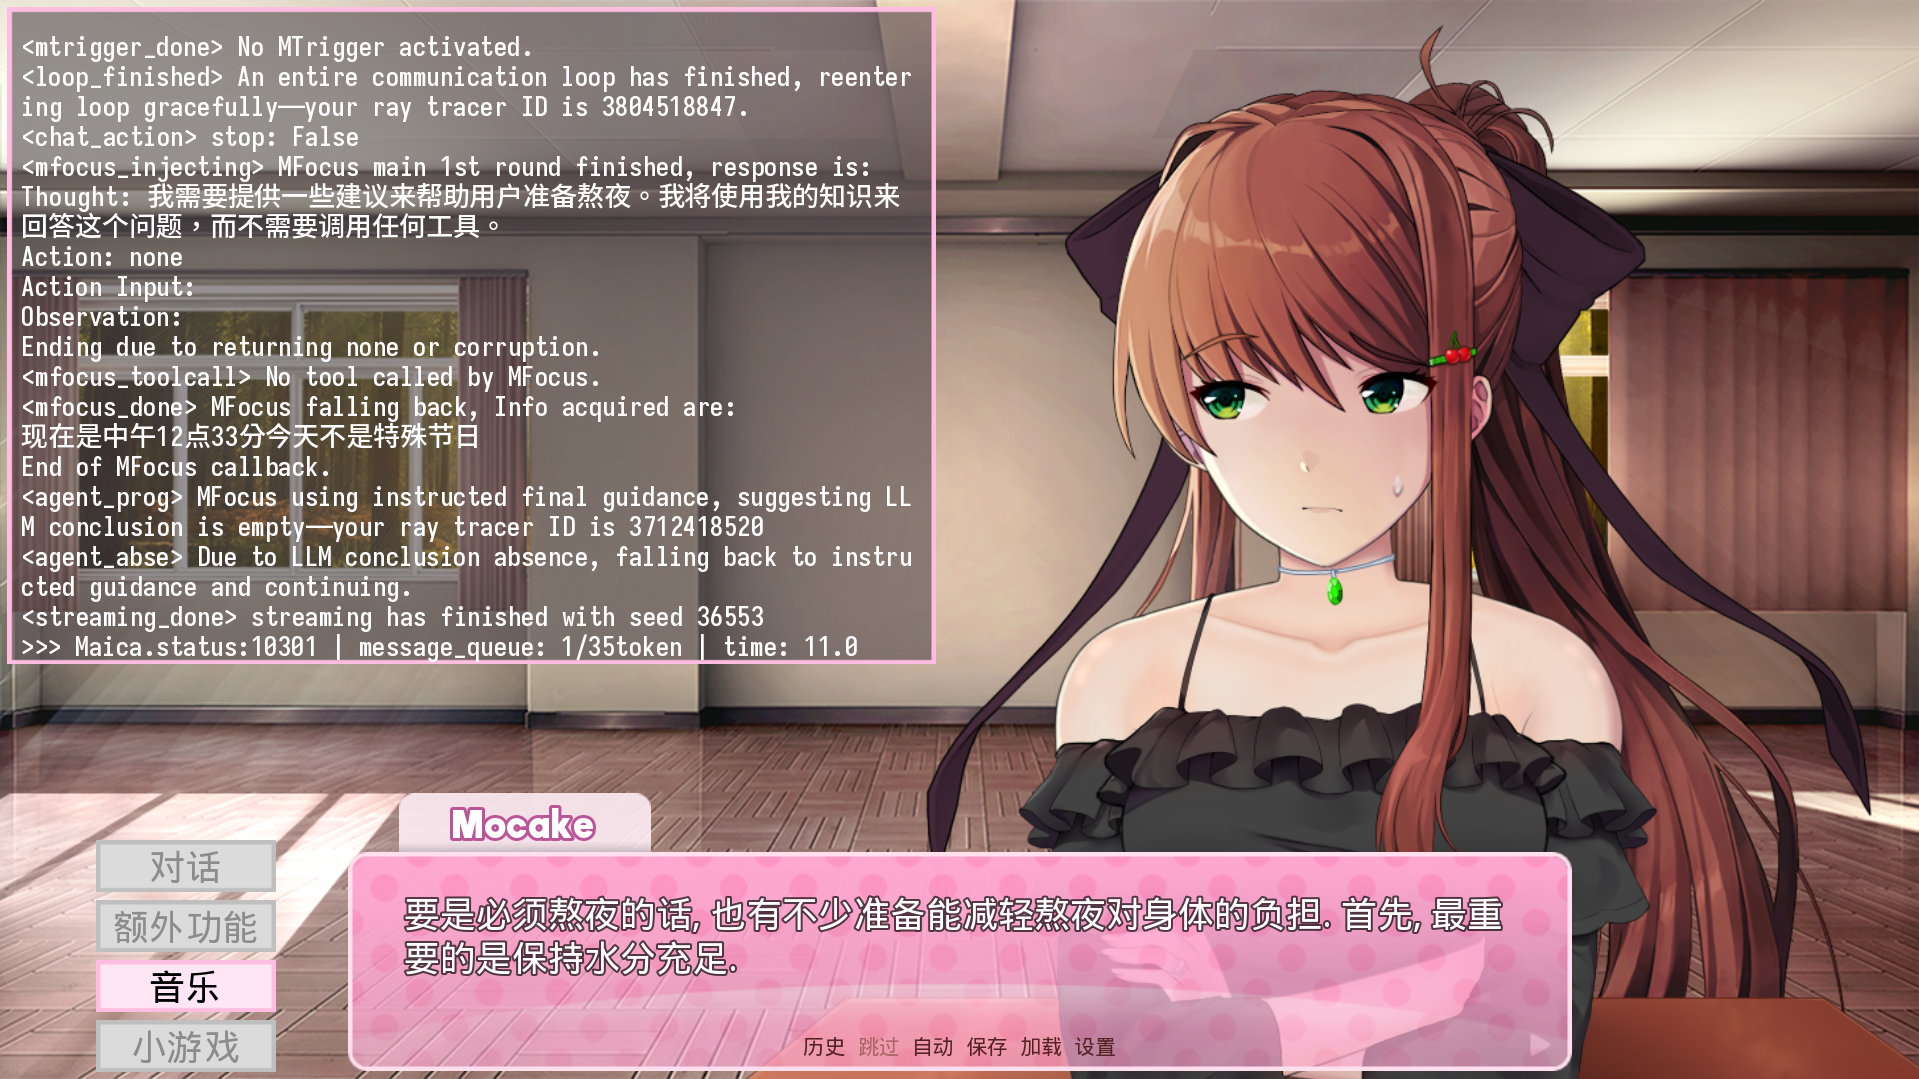 <mtrigger_done> No MTrigger activated.
<loop_finished> An entire communication loop has finished, reenter
ing loop gracefully——your ray tracer ID is 3804518847.
<chat_action> stop: False
<mfocus_injecting> MFocus main 1st round finished, response is:
Thought: 我需要提供一些建议来帮助用户准备熬夜。我将使用我的知识来
回答这个问题，而不需要调用任何工具。
Action: none
Action Input:
Observation:
Ending due to returning none or corruption.
<mfocus_toolcall> No tool called by MFocus.
<mfocus_done> MFocus falling back, Info acquired are:
现在是中午12点33分今天不是特殊节日
End of MFocus callback.
<agent_prog> MFocus using instructed final guidance, suggesting LL
M conclusion is empty——your ray tracer ID is 3712418520
<agent_abse> Due to LLM conclusion absence, falling back to instru
cted guidance and continuing.
<streaming_done> streaming has finished with seed 36553
>>> Maica.status:10301 | message_queue: 1/35token | time: 11.0
Mocake
要是必须熬夜的话, 也有不少准备能减轻熬夜对身体的负担. 首先, 最重
要的是保持水分充足.
对话
额外功能
音乐
小游戏
历史 跳过 自动 保存 加载 设置